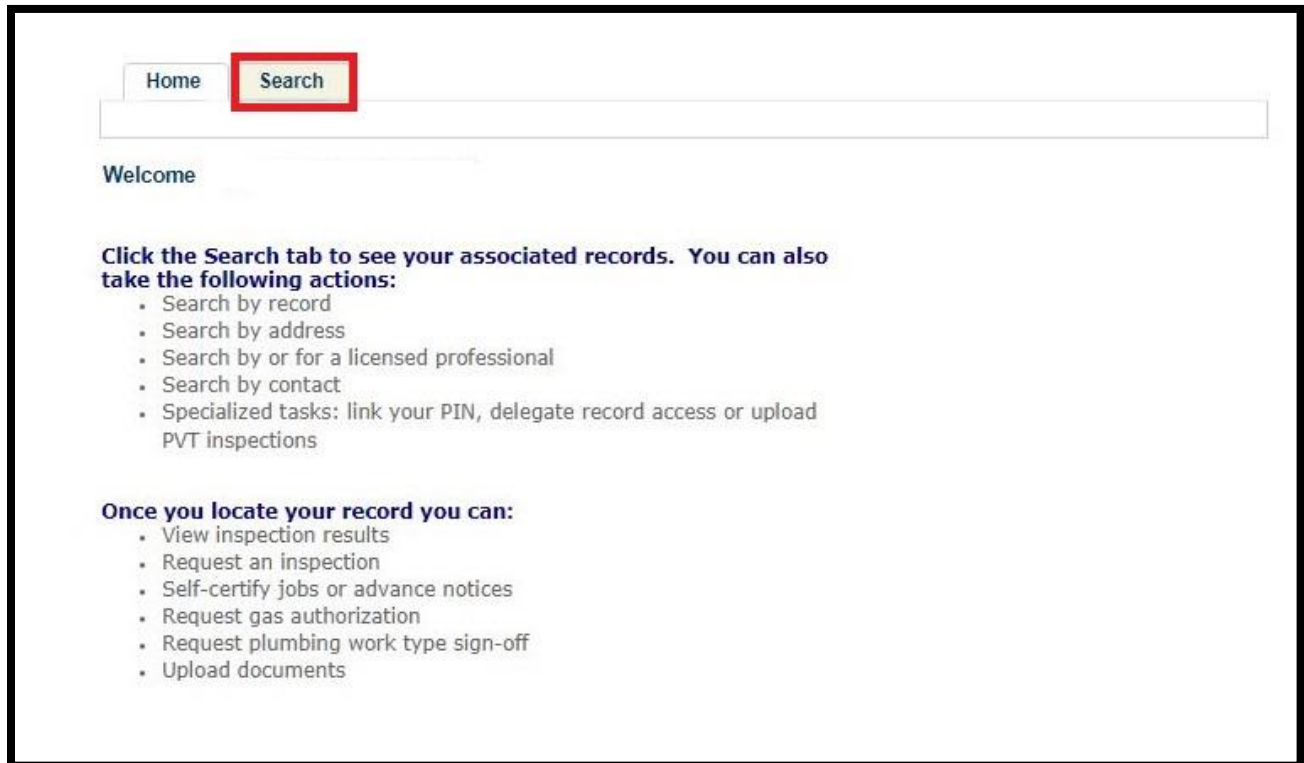 Home Search
Welcome
Click the Search tab to see your associated records. You can also
take the following actions:
• Search by record
• Search by address
• Search by or for a licensed professional
• Search by contact
• Specialized tasks: link your PIN, delegate record access or upload
PVT inspections
Once you locate your record you can:
• View inspection results
• Request an inspection
• Self-certify jobs or advance notices
• Request gas authorization
• Request plumbing work type sign-off
• Upload documents